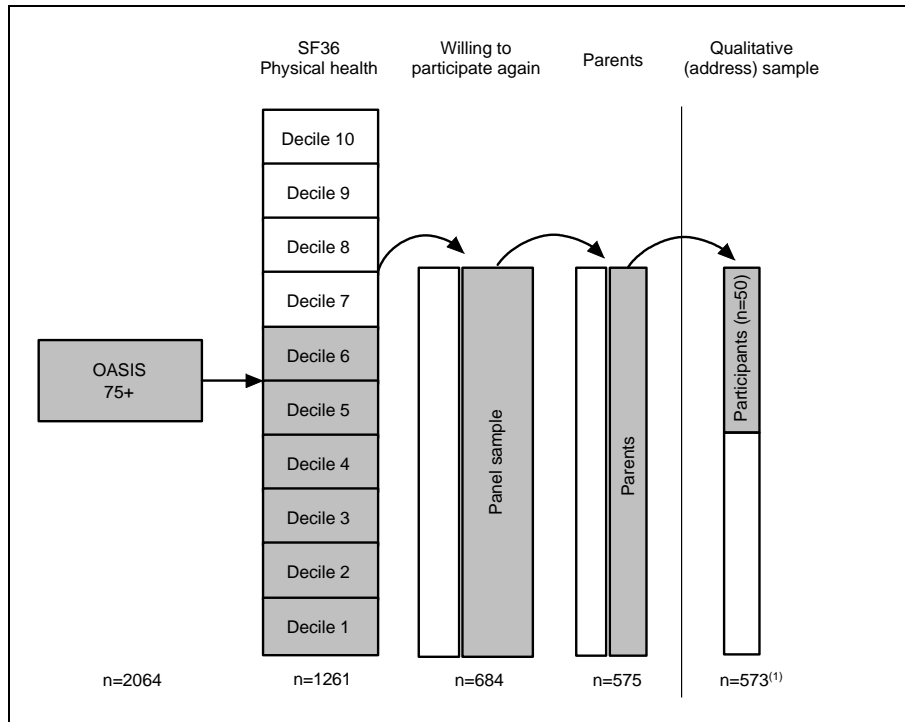 SF36
Physical health
Willing to
participate again
Parents
Qualitative
(address) sample
Decile 10
Decile 9
Decile 8
Decile 7
Decile 6
Decile 5
Decile 4
Decile 3
Decile 2
Decile 1
OASIS
75+
Panel sample
Parents
Participants (n=50)
n=2064
n=1261
n=684
n=575
n=573(1)